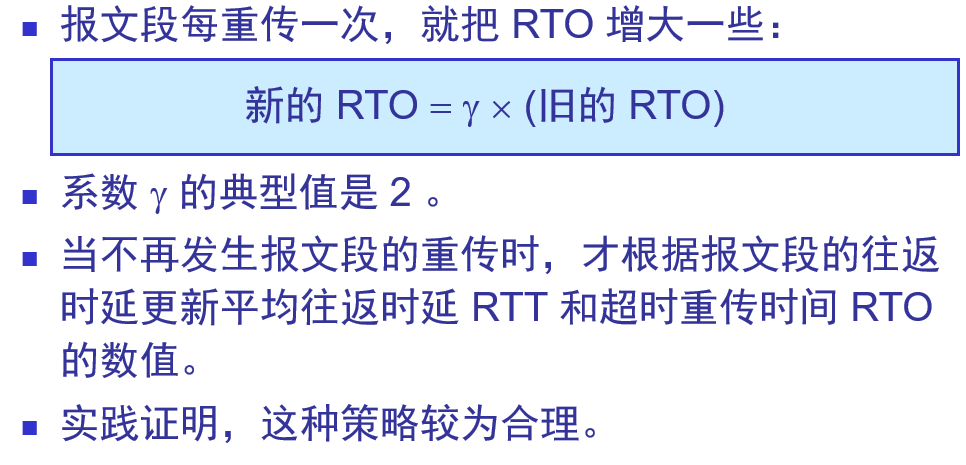 ▪ 报文段每重传一次，就把 RTO 增大一些：
新的 RTO = γ × (旧的 RTO)
▪ 系数 γ 的典型值是 2 。
▪ 当不再发生报文段的重传时，才根据报文段的往返
时延更新平均往返时延 RTT 和超时重传时间 RTO
的数值。
▪ 实践证明，这种策略较为合理。